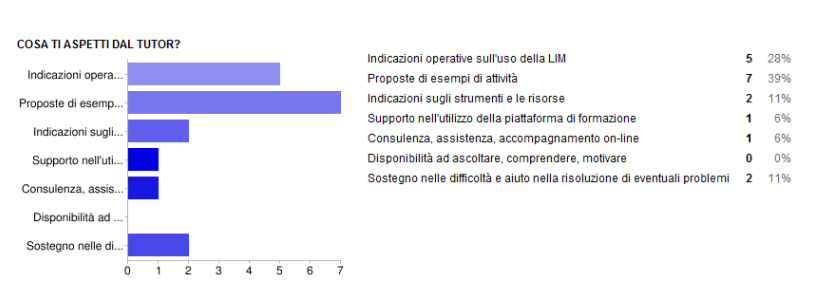 COSA TI ASPETTI DAL TUTOR?
Indicazioni opera...
Proposte di esemp...
Indicazioni sugli...
Supporto nell'uti...
Consulenza, assis...
Disponibilità ad ...
Sostegno nelle di...
0 1 2 3 4 5 6 7
Indicazioni operative sull'uso della LIM 5 28%
Proposte di esempi di attività 7 39%
Indicazioni sugli strumenti e le risorse 2 11%
Supporto nell'utilizzo della piattaforma di formazione 1 6%
Consulenza, assistenza, accompagnamento on-line 1 6%
Disponibilità ad ascoltare, comprendere, motivare 0 0%
Sostegno nelle difficoltà e aiuto nella risoluzione di eventuali problemi 2 11%